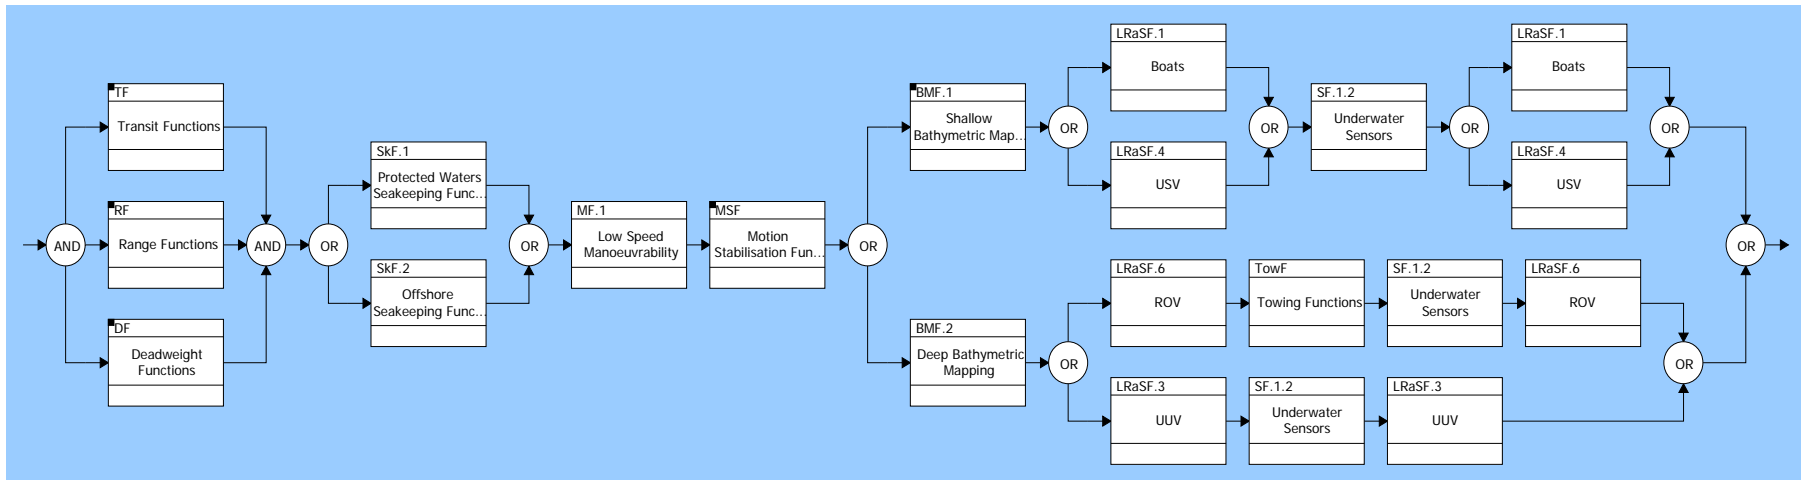 AND
TF
Transit Functions
RF
Range Functions
DF
Deadweight
Functions
AND
OR
SkF.1
Protected Waters
Seakeeping Func...
SkF.2
Offshore
Seakeeping Func...
OR
MF.1
Low Speed
Manoeuvrability
MSF
Motion
Stabilisation Fun...
OR
BMF.1
Shallow
Bathymetric Map...
OR
LRaSF.1
Boats
LRaSF.4
USV
OR
SF.1.2
Underwater
Sensors
OR
LRaSF.1
Boats
LRaSF.4
USV
OR
BMF.2
Deep Bathymetric
Mapping
OR
LRaSF.6
ROV
TowF
Towing Functions
SF.1.2
Underwater
Sensors
LRaSF.6
ROV
LRaSF.3
UUV
SF.1.2
Underwater
Sensors
LRaSF.3
UUV
OR
OR